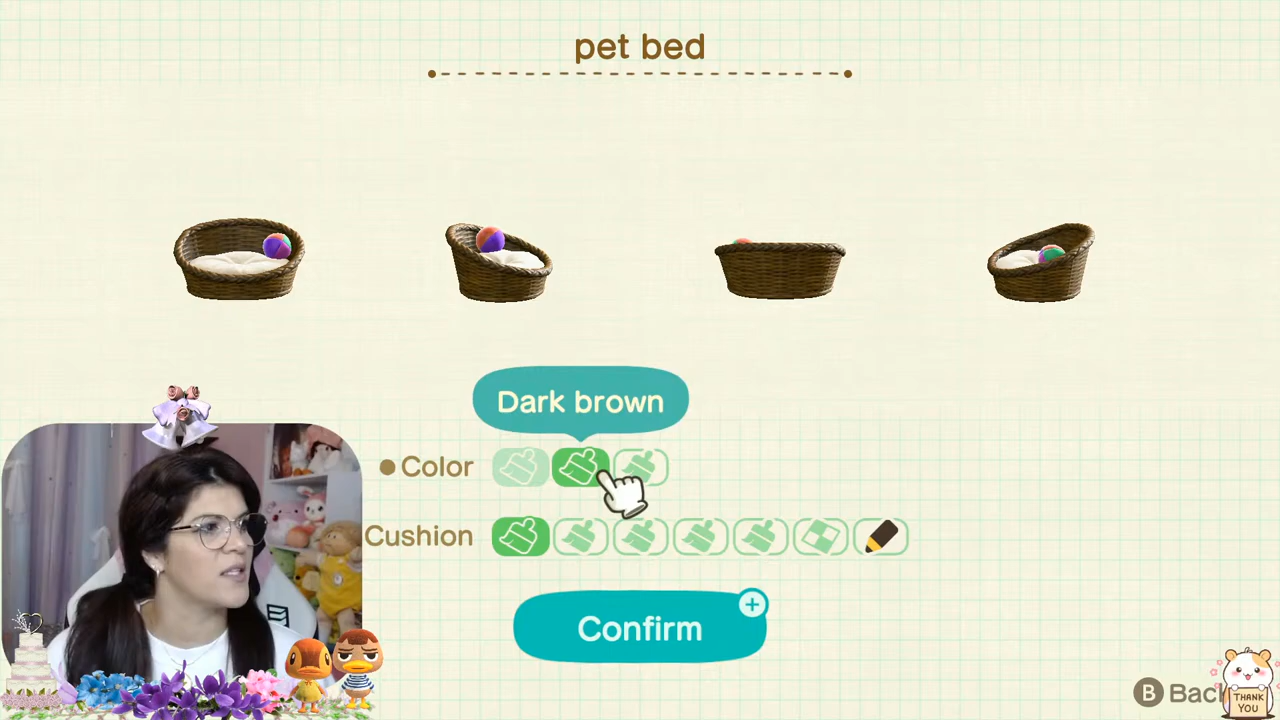 pet bed
Dark brown
Color
Cushion
Confirm
+
B Back
THANK
YOU